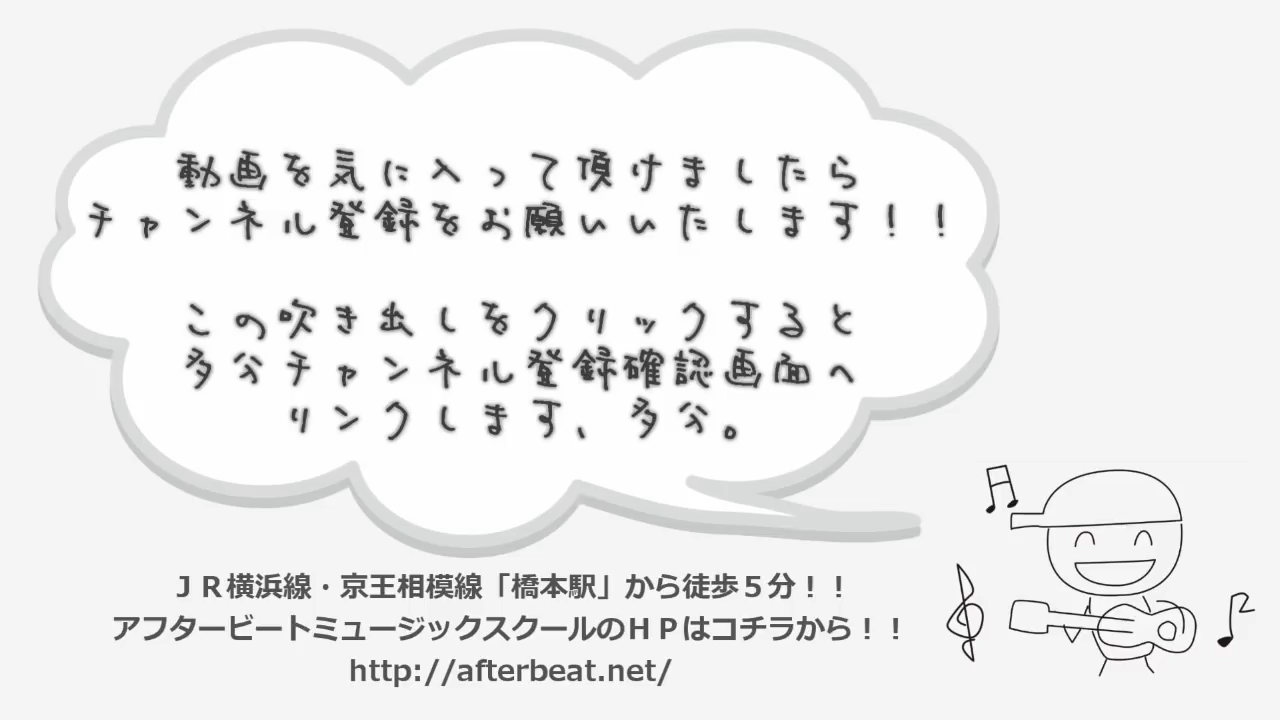 動画を気に入って頂けましたら
チャンネル登録をお願いいたします！！
この吹き出しをクリックすると
多分チャンネル登録確認画面へ
リンクします、多分。
ＪＲ横浜線・京王相模線「橋本駅」から徒歩５分！！
アフタービートミュージックスクールのＨＰはコチラから！！
http://afterbeat.net/